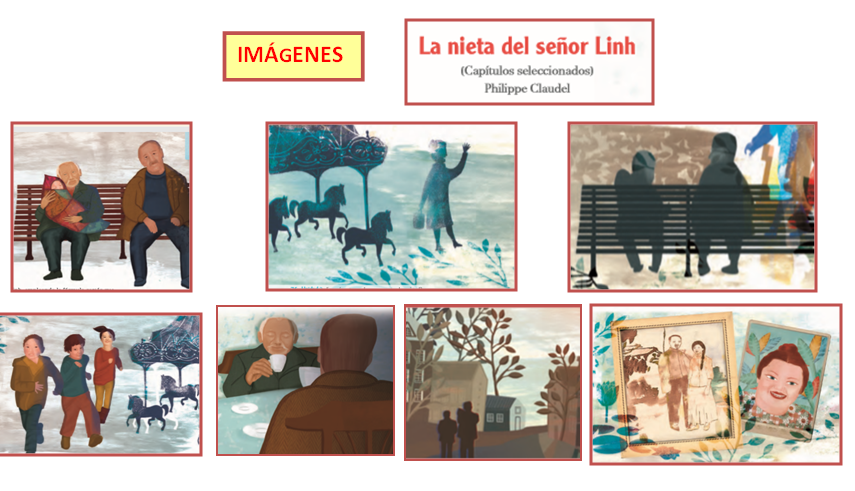 IMÁGENES
La nieta del señor Linh
(Capítulos seleccionados)
Philippe Claudel